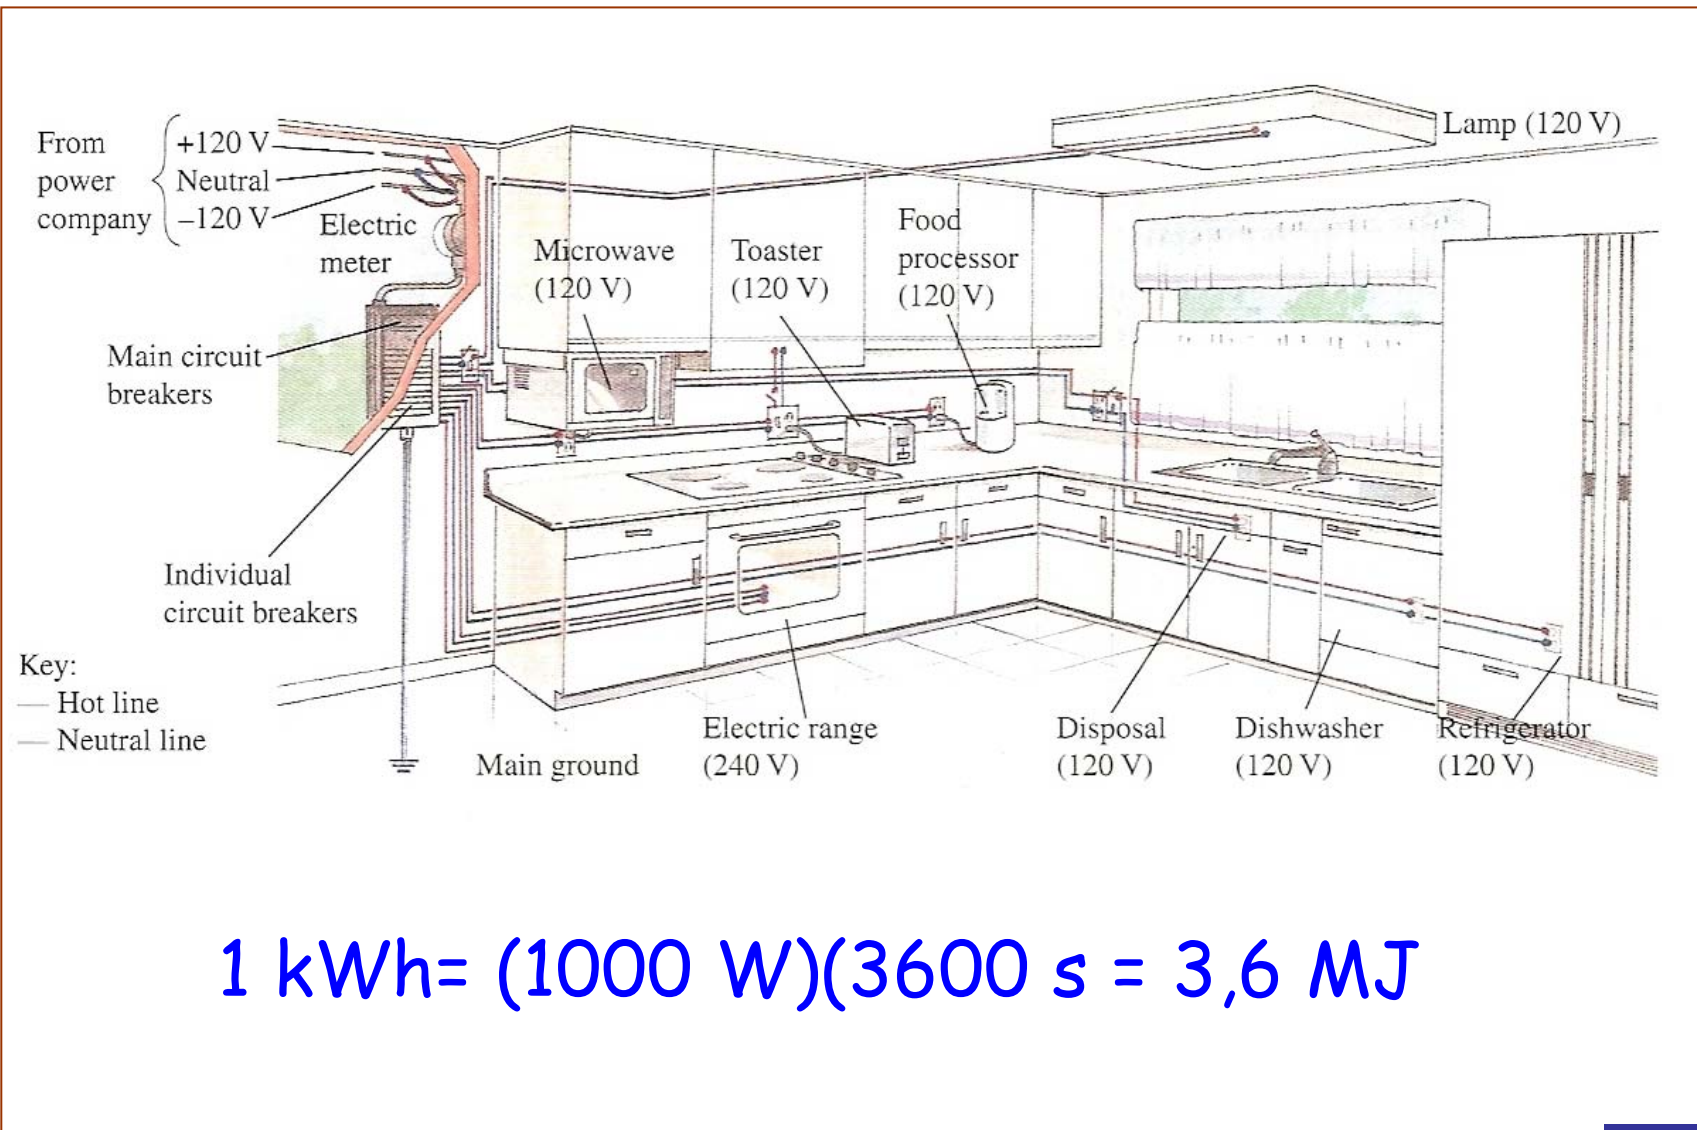 From
power
company
+120 V
Neutral
–120 V
Electric
meter
Main circuit
breakers
Individual
circuit breakers
Key:
Hot line
Neutral line
Microwave
(120 V)
Toaster
(120 V)
Food
processor
(120 V)
Lamp (120 V)
Main ground
Electric range
(240 V)
Disposal
(120 V)
Dishwasher
(120 V)
Refrigerator
(120 V)
1 kWh= (1000 W)(3600 s = 3,6 MJ